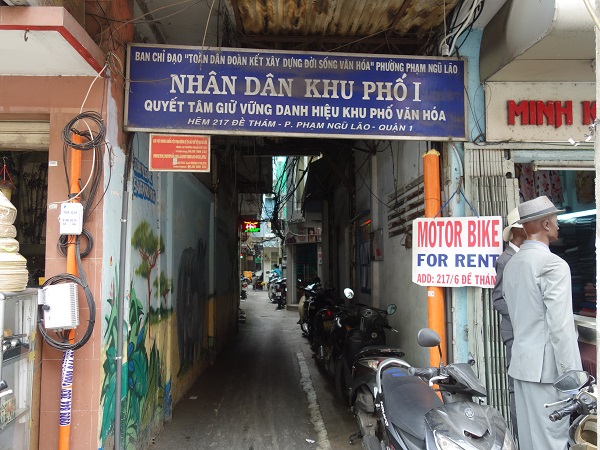 BAN CHỈ ĐẠO "TOÀN DÂN ĐOÀN KẾT XÂY DỰNG ĐỜI SỐNG VĂN HÓA" PHƯỜNG PHẠM NGŨ LÃO
NHÂN DÂN KHU PHỐ I
QUYẾT TÂM GIỮ VỮNG DANH HIỆU KHU PHỐ VĂN HÓA
HẺM 217 ĐỀ THÁM - P. PHẠM NGŨ LÃO - QUẬN 1
MINH K
MOTOR BIKE
FOR RENT
ADD: 217/6 ĐỀ THÁM